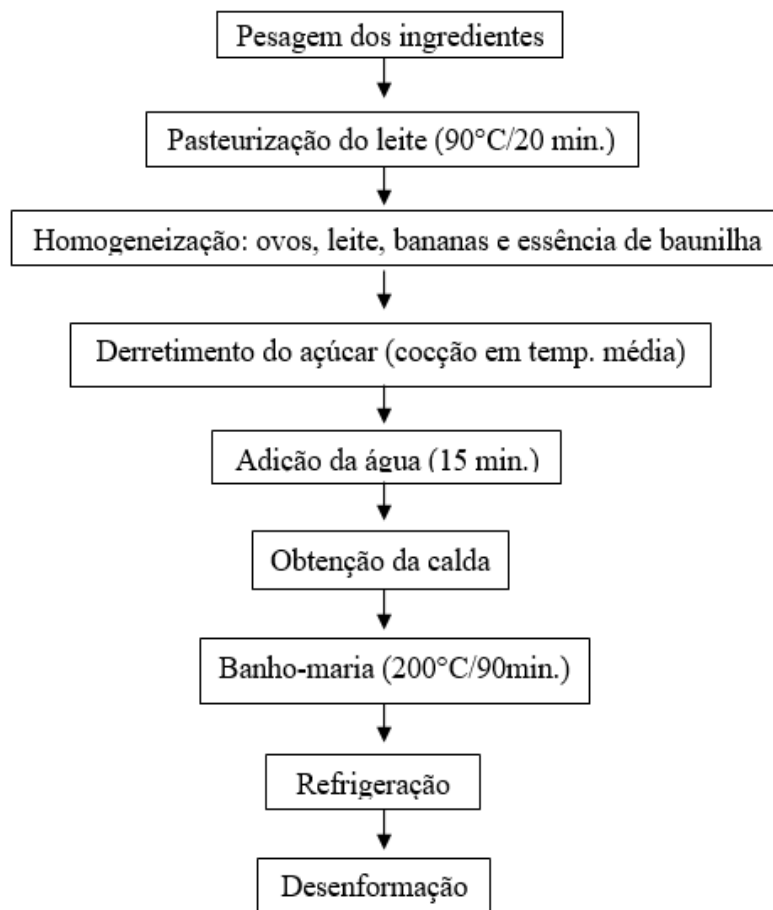 Pesagem dos ingredientes
Pasteurização do leite (90°C/20 min.)
Homogeneização: ovos, leite, bananas e essência de baunilha
Derretimento do açúcar (cocção em temp. média)
Adição da água (15 min.)
Obtenção da calda
Banho-maria (200°C/90min.)
Refrigeração
Desenformação